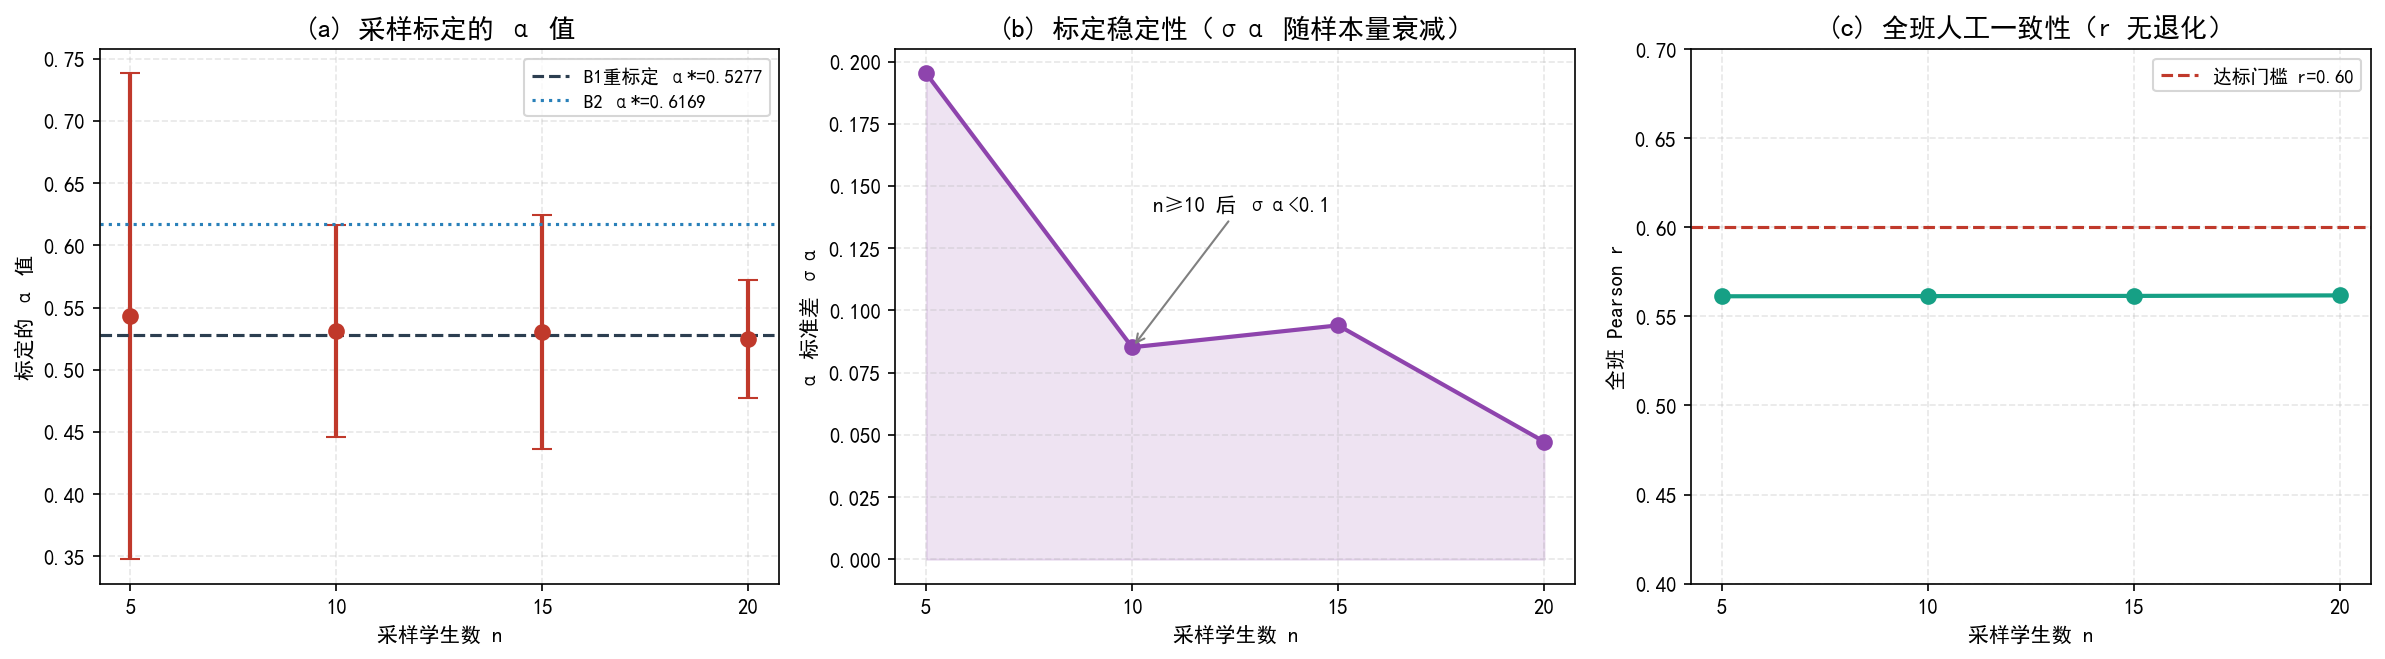 (a) 采样标定的 α 值
0.75
0.70
0.65
0.60
0.55
0.50
0.45
0.40
0.35
标定的 α 值
B1重标定 α*=0.5277
B2 α*=0.6169
5
10
15
20
采样学生数 n
(b) 标定稳定性（σα 随样本量衰减）
0.200
0.175
0.150
0.125
0.100
0.075
0.050
0.025
0.000
α 标准差 σα
n≥10 后 σα<0.1
5
10
15
20
采样学生数 n
(c) 全班人工一致性（r 无退化）
0.70
0.65
0.60
0.55
0.50
0.45
0.40
全班 Pearson r
达标门槛 r=0.60
5
10
15
20
采样学生数 n